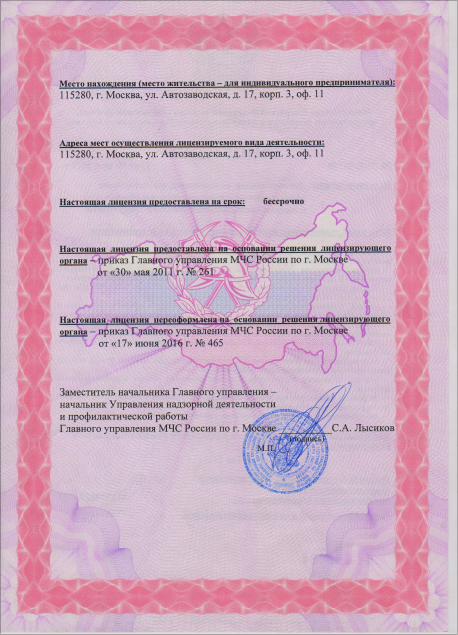 Место нахождения (место жительства – для индивидуального предпринимателя):
115280, г. Москва, ул. Автозаводская, д. 17, корп. 3, оф. 11
Адреса мест осуществления лицензируемого вида деятельности:
115280, г. Москва, ул. Автозаводская, д. 17, корп. 3, оф. 11
Настоящая лицензия предоставлена на срок: бессрочно
Настоящая лицензия предоставлена на основании решения лицензирующего
органа – приказ Главного управления МЧС России по г. Москве
от «30» мая 2011 г. № 261
Настоящая лицензия переоформлена на основании решения лицензирующего
органа – приказ Главного управления МЧС России по г. Москве
от «17» июня 2016 г. № 465
Заместитель начальника Главного управления –
начальник Управления надзорной деятельности
и профилактической работы
Главного управления МЧС России по г. Москве ___________С.А. Лысиков
(подпись)
М.П.